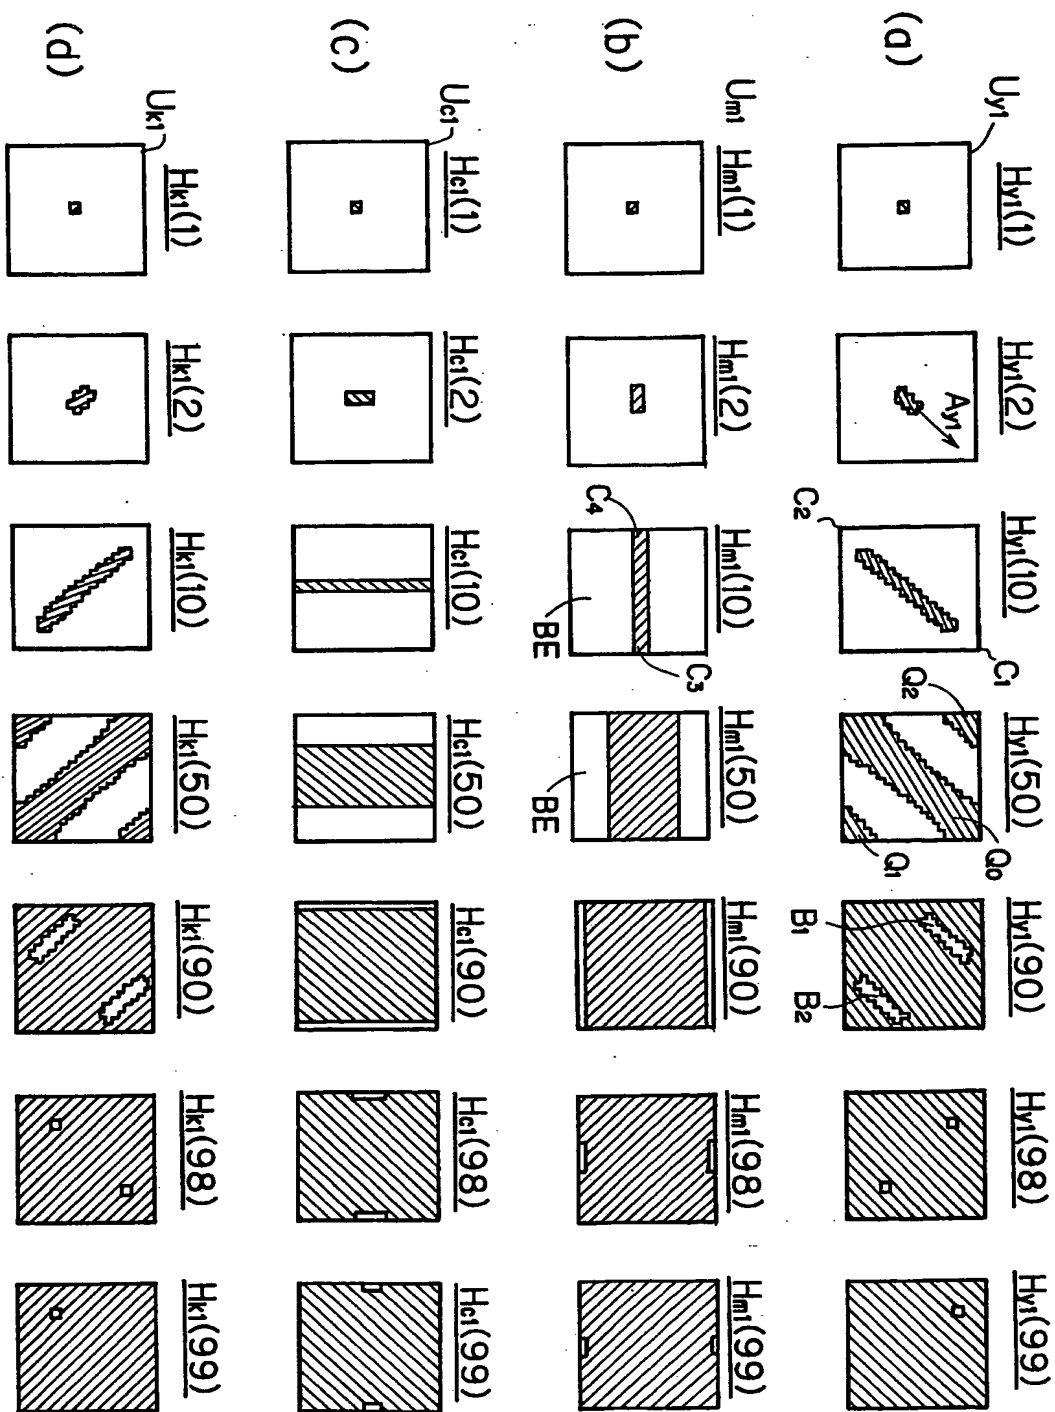 (a)
Uy1
Hy1(1) Hy1(2) Hy1(10) Hy1(50) Hy1(90) Hy1(98) Hy1(99)
Ay1
C2
C1
Q2
Q0
Q1
B1
B2
(b)
Um1
Hm1(1) Hm1(2) Hm1(10) Hm1(50) Hm1(90) Hm1(98) Hm1(99)
C4
C3
BE
BE
(c)
Uc1
Hc1(1) Hc1(2) Hc1(10) Hc1(50) Hc1(90) Hc1(98) Hc1(99)
(d)
Uk1
Hk1(1) Hk1(2) Hk1(10) Hk1(50) Hk1(90) Hk1(98) Hk1(99)